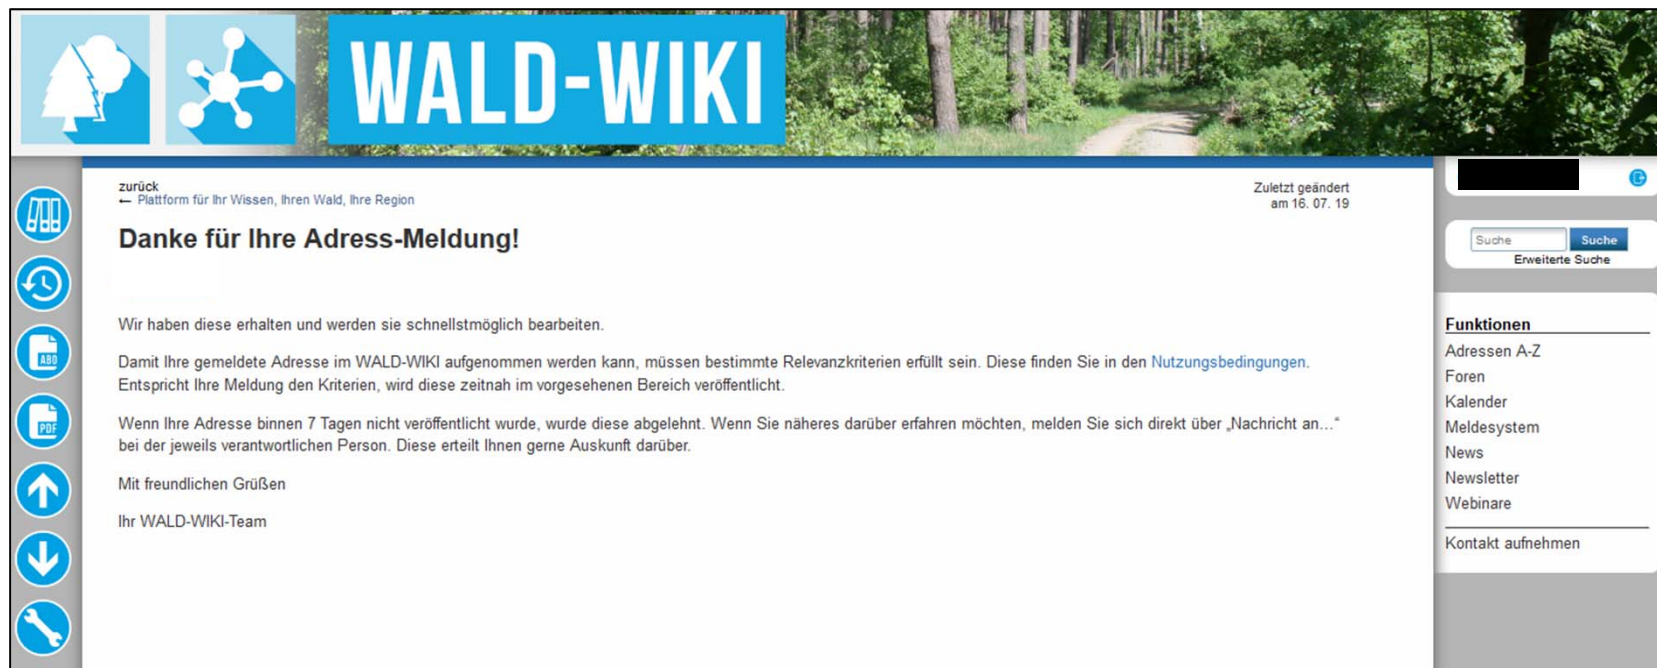 WALD-WIKI
zurück
← Plattform für Ihr Wissen, Ihren Wald, Ihre Region
Zuletzt geändert
am 16. 07. 19
Danke für Ihre Adress-Meldung!
Wir haben diese erhalten und werden sie schnellstmöglich bearbeiten.
Damit Ihre gemeldete Adresse im WALD-WIKI aufgenommen werden kann, müssen bestimmte Relevanzkriterien erfüllt sein. Diese finden Sie in den Nutzungsbedingungen.
Entspricht Ihre Meldung den Kriterien, wird diese zeitnah im vorgesehenen Bereich veröffentlicht.
Wenn Ihre Adresse binnen 7 Tagen nicht veröffentlicht wurde, wurde diese abgelehnt. Wenn Sie näheres darüber erfahren möchten, melden Sie sich direkt über „Nachricht an…“
bei der jeweils verantwortlichen Person. Diese erteilt Ihnen gerne Auskunft darüber.
Mit freundlichen Grüßen
Ihr WALD-WIKI-Team
ABO
PDF
Suche Suche
Erweiterte Suche
Funktionen
Adressen A-Z
Foren
Kalender
Meldesystem
News
Newsletter
Webinare
Kontakt aufnehmen